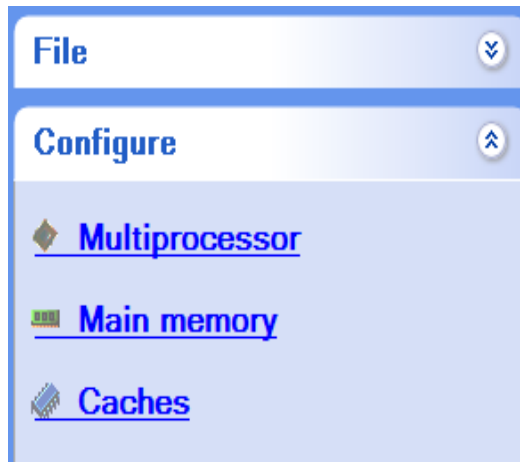 File
Configure
Multiprocessor
Main memory
Caches